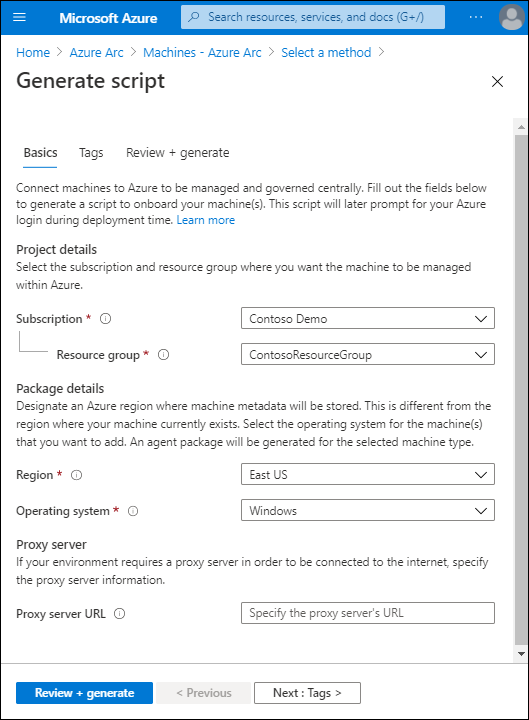 Microsoft Azure
Search resources, services, and docs (G+/)
Home > Azure Arc > Machines - Azure Arc > Select a method >
Generate script
Basics Tags Review + generate
Connect machines to Azure to be managed and governed centrally. Fill out the fields below
to generate a script to onboard your machine(s). This script will later prompt for your Azure
login during deployment time. Learn more
Project details
Select the subscription and resource group where you want the machine to be managed
within Azure.
Subscription * Contoso Demo
Resource group * ContosoResourceGroup
Package details
Designate an Azure region where machine metadata will be stored. This is different from the
region where your machine currently exists. Select the operating system for the machine(s)
that you want to add. An agent package will be generated for the selected machine type.
Region * East US
Operating system * Windows
Proxy server
If your environment requires a proxy server in order to be connected to the internet, specify
the proxy server information.
Proxy server URL Specify the proxy server's URL
Review + generate < Previous Next : Tags >